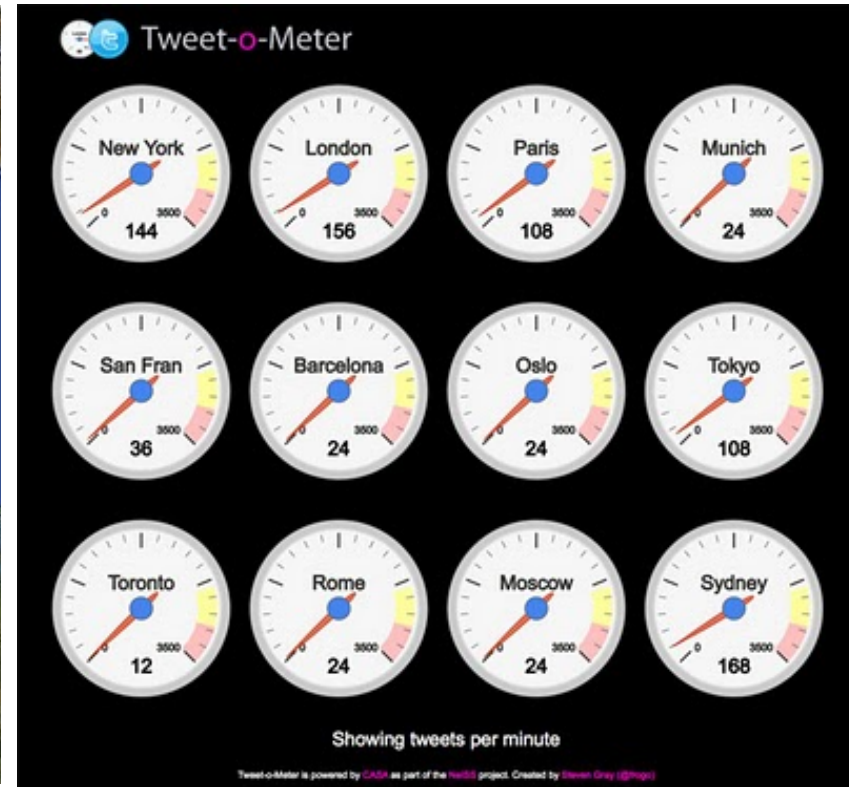 Tweet-o-Meter
New York London Paris Munich
0 3500 0 3500 0 3500 0 3500
144 156 108 24
San Fran Barcelona Oslo Tokyo
0 3500 0 3500 0 3500 0 3500
36 24 24 108
Toronto Rome Moscow Sydney
0 3500 0 3500 0 3500 0 3500
12 24 24 168
Showing tweets per minute
Tweet-o-Meter is powered by CASA as part of the NeISS project. Created by Steven Gray